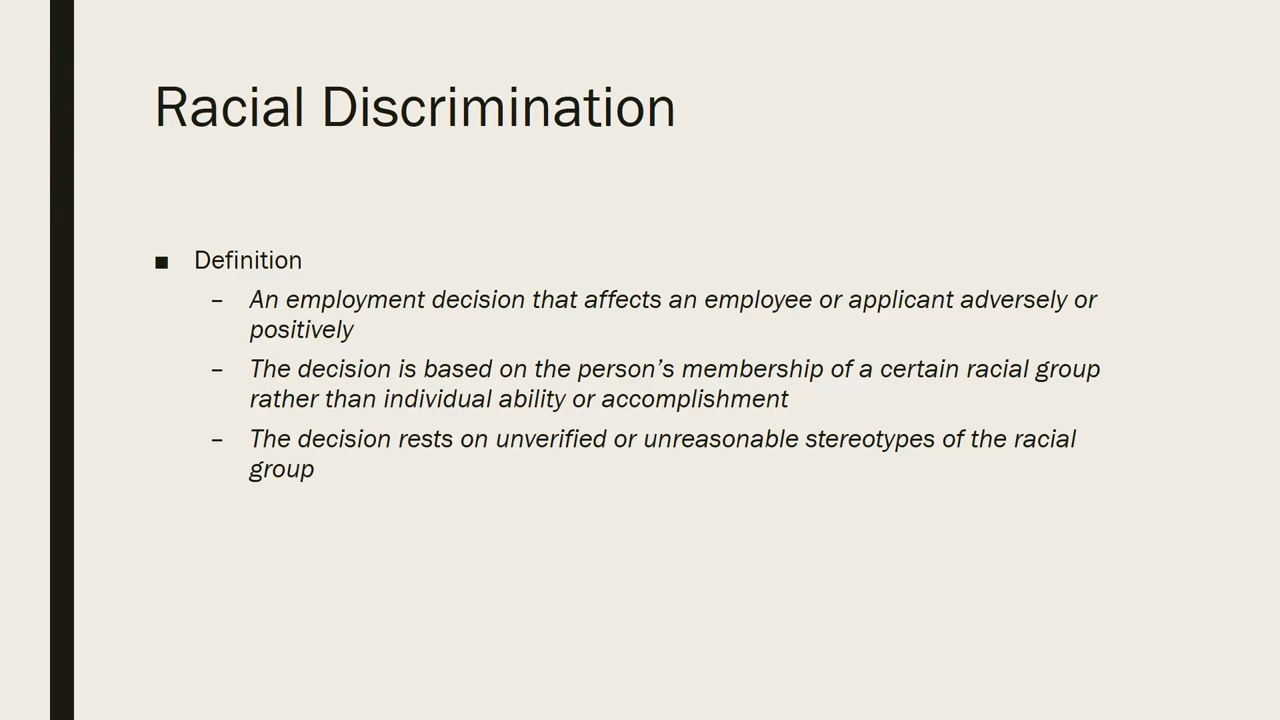 Racial Discrimination
■ Definition
– An employment decision that affects an employee or applicant adversely or
positively
– The decision is based on the person’s membership of a certain racial group
rather than individual ability or accomplishment
– The decision rests on unverified or unreasonable stereotypes of the racial
group